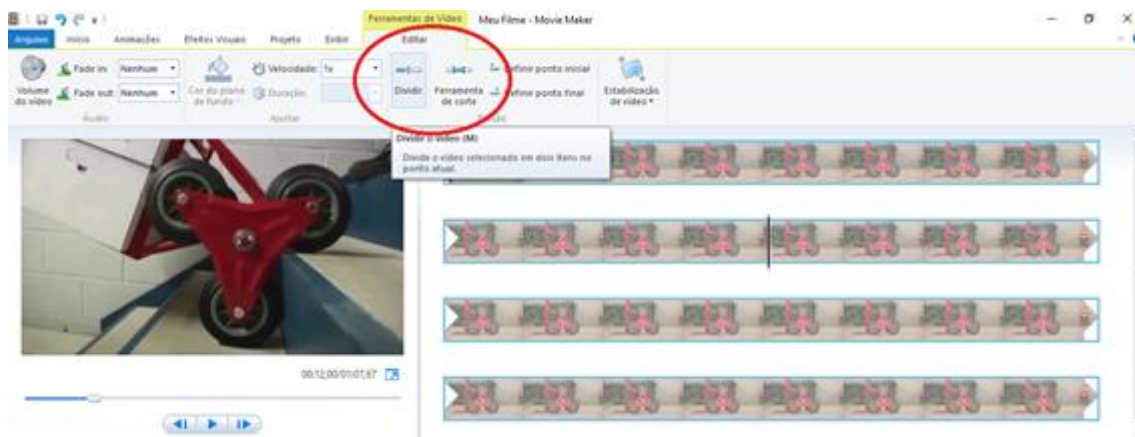 Ferramentas de Vídeo Meu Filme - Movie Maker
Arquivo Início Animações Efeitos Visuais Projeto Exibir Editar
Volume do vídeo
Fade in: Nenhum
Fade out: Nenhum
Áudio
Cor do plano de fundo
Velocidade: 1x
Duração:
Ajustar
Dividir
Ferramenta de corte
Definir ponto inicial
Definir ponto final
Estabilização de vídeo
Dividir o Vídeo (M)
Divida o vídeo selecionado em dois itens no
ponto atual.
00:12,00/01:07,67